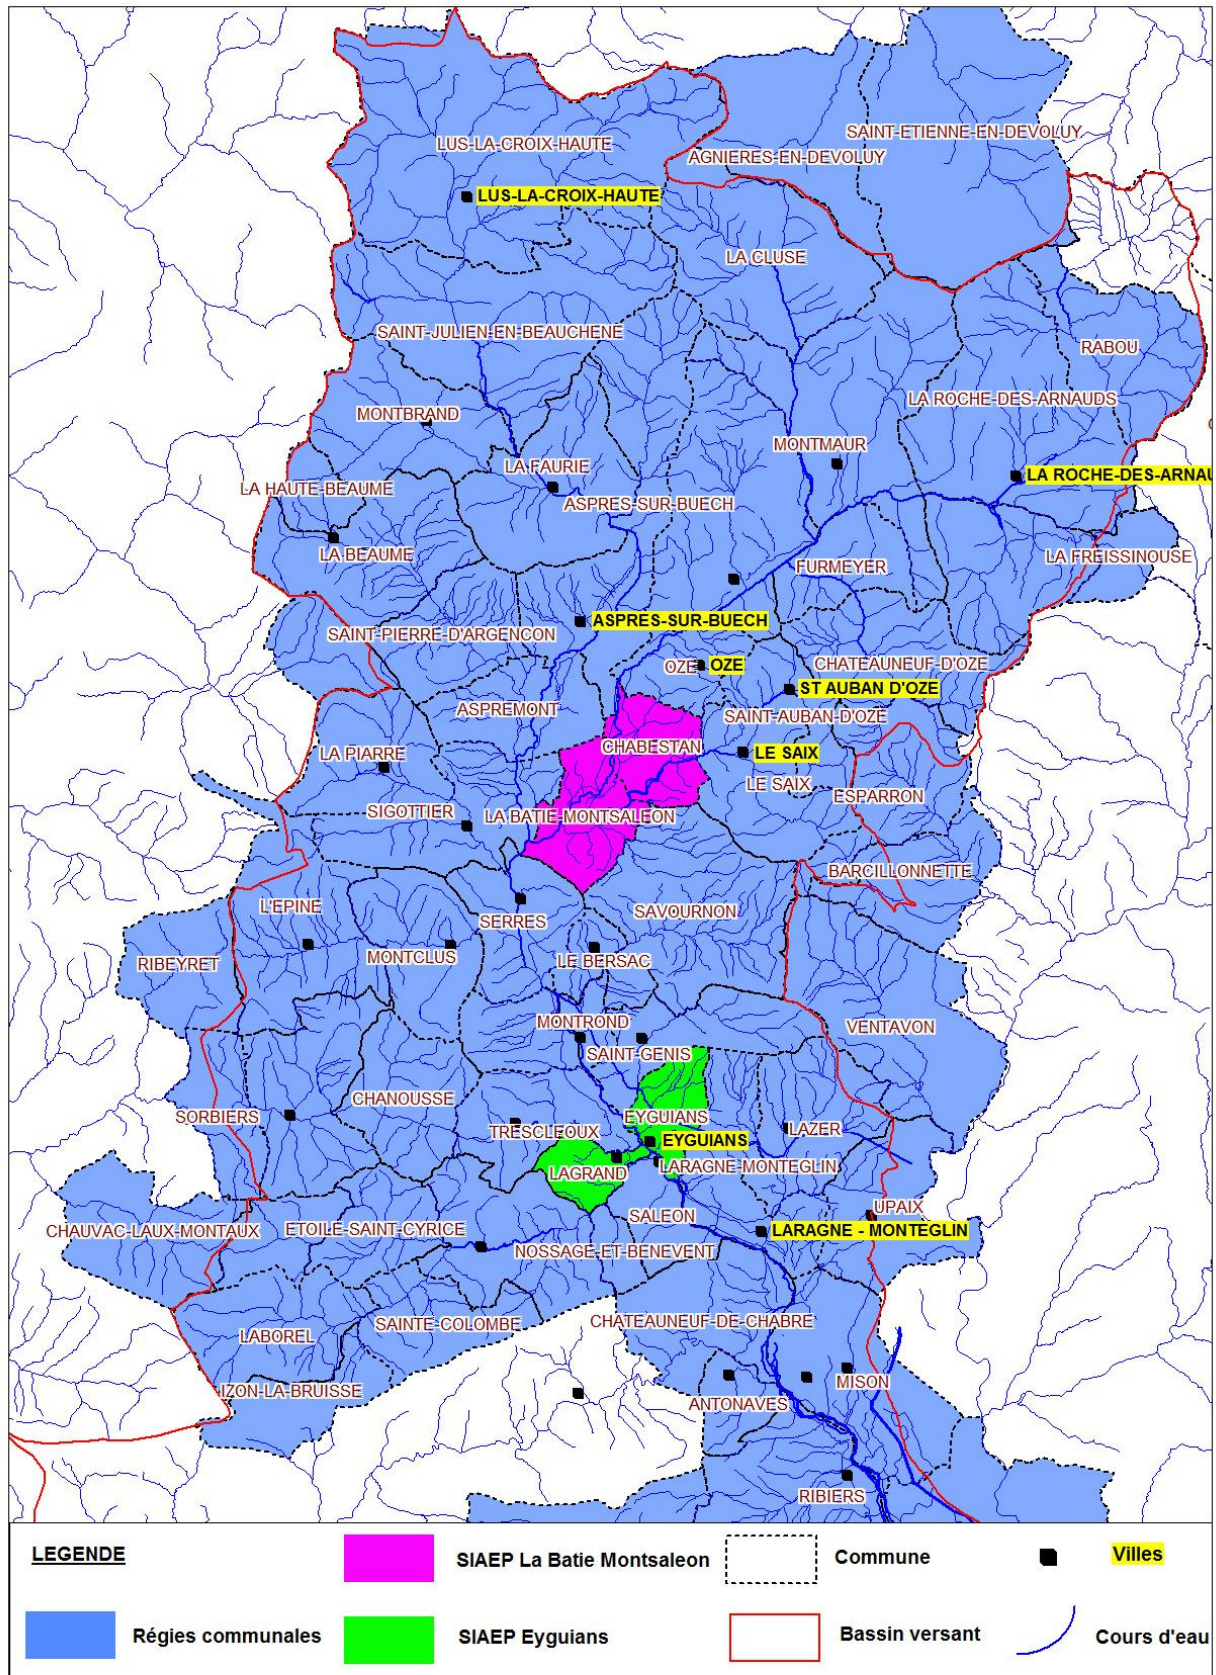 SAINT-ETIENNE-EN-DEVOLUY
LUS-LA-CROIX-HAUTE
AGNIERES-EN-DEVOLUY
LUS-LA-CROIX-HAUTE
LA CLUSE
SAINT-JULIEN-EN-BEAUCHENE
RABOU
LA ROCHE-DES-ARNAUDS
MONTBRAND
MONTMAUR
LA FAURIE
LA ROCHE-DES-ARNAU
LA HAUTE-BEAUME
ASPRES-SUR-BUECH
LA BEAUME
LA FREISSINOUSE
FURMEYER
ASPRES-SUR-BUECH
SAINT-PIERRE-D'ARGENCON
OZE
OZE
CHATEAUNEUF-D'OZE
ST AUBAN D'OZE
ASPREMONT
SAINT-AUBAN-D'OZE
CHABESTAN
LA PIARRE
LE SAIX
LE SAIX
ESPARRON
SIGOTTIER
LA BATIE-MONTSALEON
BARCILLONNETTE
L'EPINE
SAVOURNON
SERRES
MONTCLUS
LE BERSAC
RIBEYRET
MONTROND
VENTAVON
SAINT-GENIS
CHANOUSSE
SORBIERS
EYGUIANS
TRESCLEOUX
LAZER
EYGUIANS
LAGRAND
LARAGNE-MONTEGLIN
UPAIX
SALEON
CHAUVAC-LAUX-MONTAUX
ETOILE-SAINT-CYRICE
LARAGNE - MONTEGLIN
NOSSAGE-ET-BENEVENT
SAINTE-COLOMBE
CHATEAUNEUF-DE-CHABRE
LABOREL
IZON-LA-BRUISSE
MISON
ANTONAVES
RIBIERS
LEGENDE
SIAEP La Batie Montsaleon
Commune
Villes
Régies communales
SIAEP Eyguians
Bassin versant
Cours d'eau